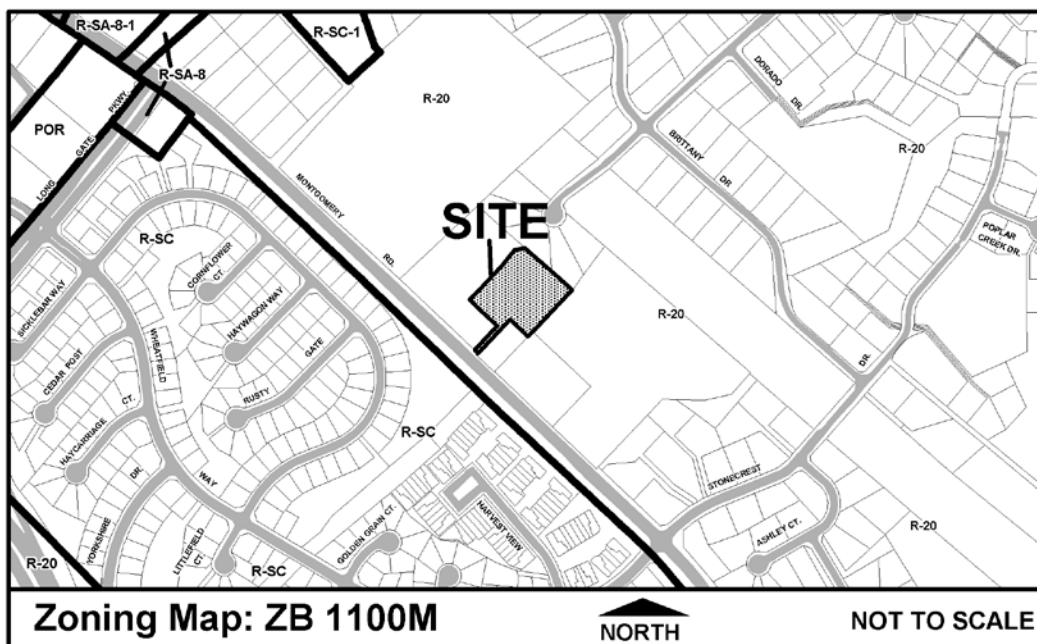 R-SA-8-1
R-SC-1
R-SA-8
R-20
POR
LONG GATE PKWY.
MONTGOMERY RD.
DORADO DR.
BRITTANY DR.
R-20
POPLAR
CREEK DR.
SITE
R-SC
CORNFLOWER CT.
HAYWAGON WAY
SICKLEBAR WAY
WHEATFIELD WAY
CEDAR POST
RUSTY GATE
HAYCARRIAGE CT.
R-20
DR.
R-SC
YORKSHIRE DR.
LITTLEFIELD CT.
GOLDEN GRAIN CT.
HARVEST VIEW
STONECREST
ASHLEY CT.
R-20
R-20
R-SC
Zoning Map: ZB 1100M
NORTH
NOT TO SCALE